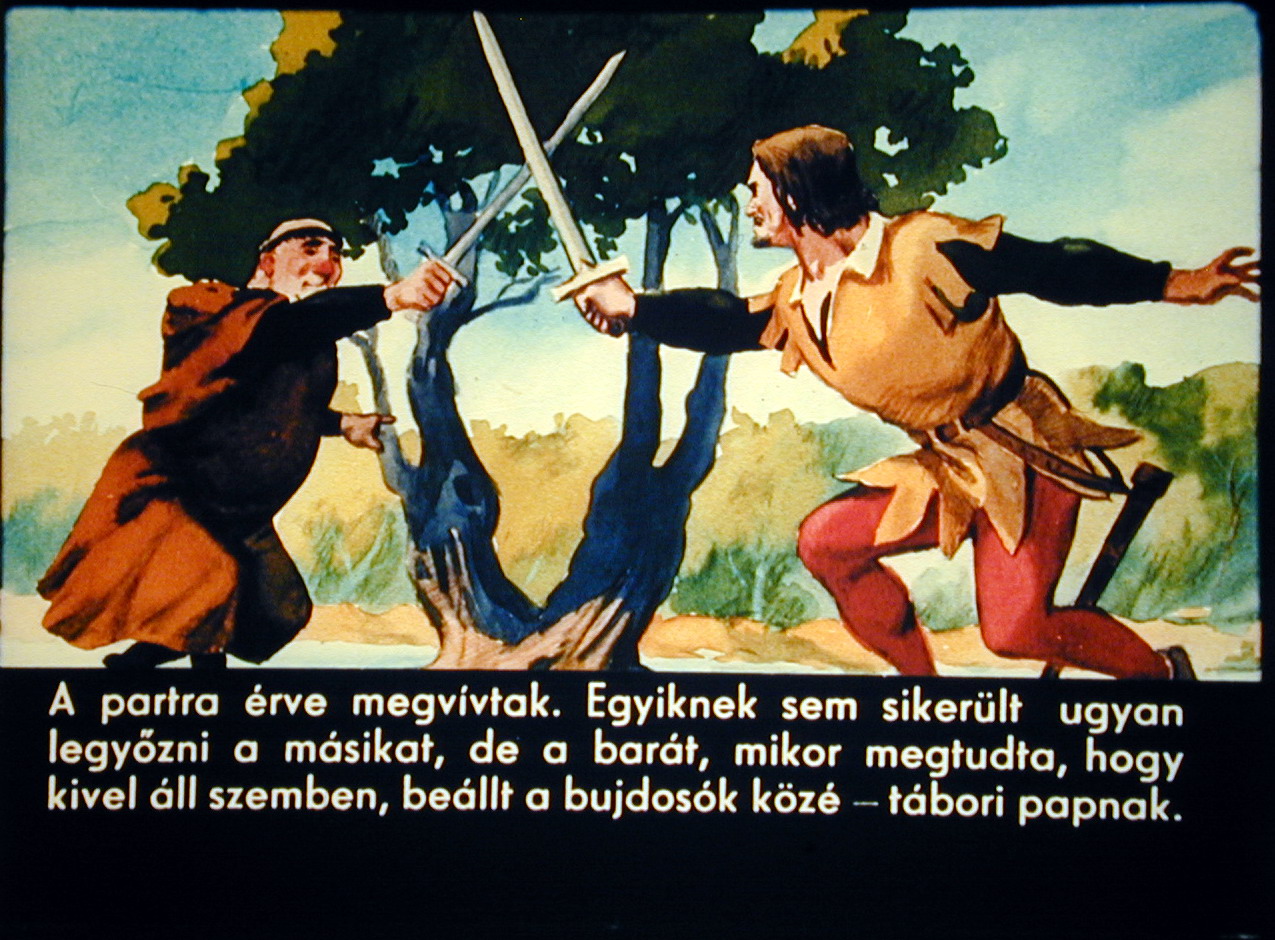 A partra érve megvívtak. Egyiknek sem sikerült ugyan
legyőzni a másikat, de a barát, mikor megtudta, hogy
kivel áll szemben, beállt a bujdosók közé – tábori papnak.